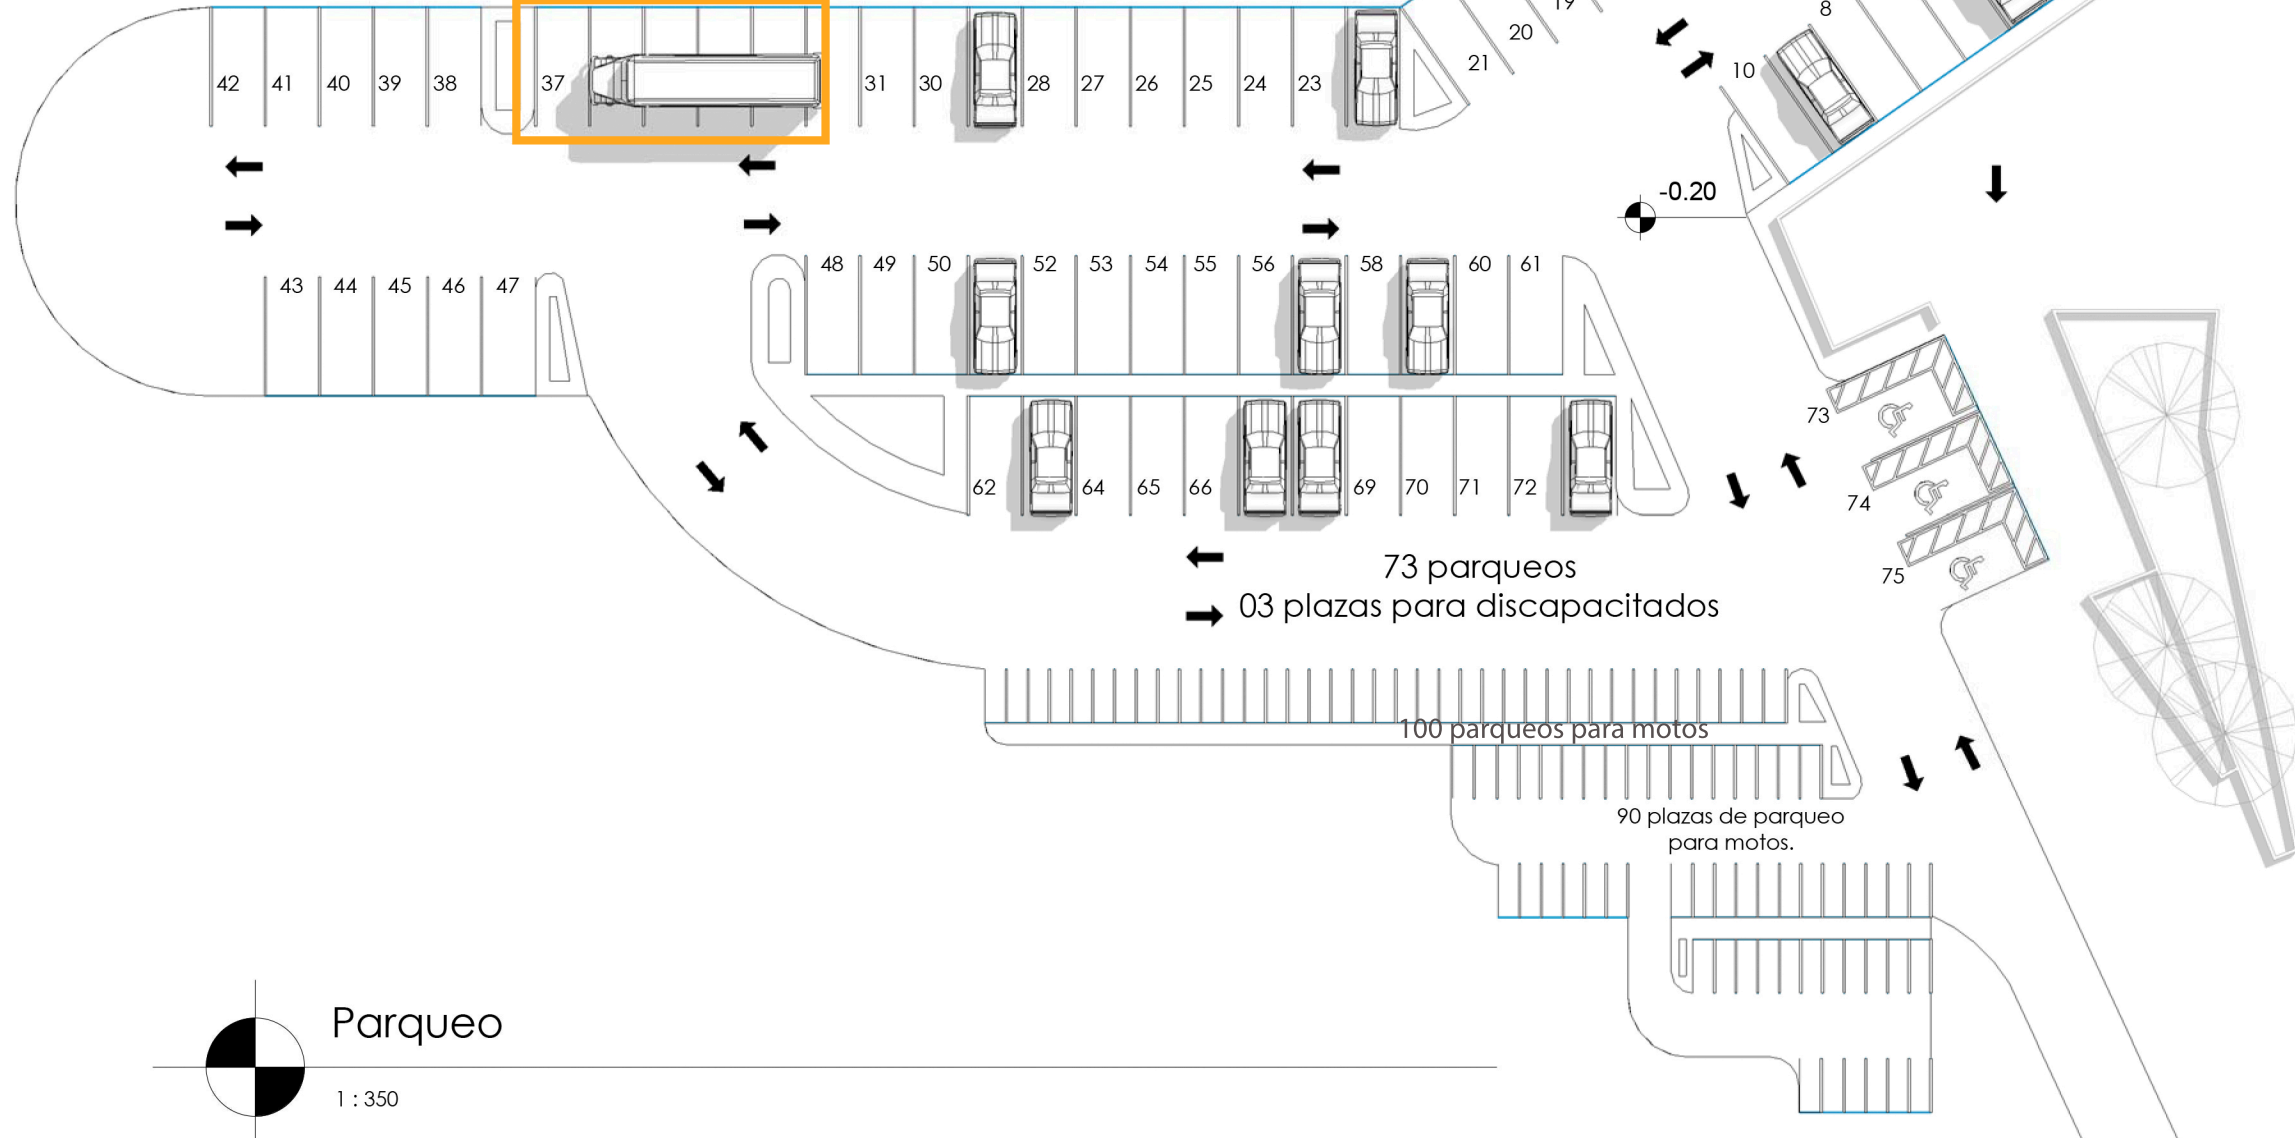 19
8
20
21
10
42 41 40 39 38 37 31 30 28 27 26 25 24 23
-0.20
48 49 50 52 53 54 55 56 58 60 61
43 44 45 46 47
73
62 64 65 66 69 70 71 72
74
73 parqueos
75
03 plazas para discapacitados
100 parqueos para motos
90 plazas de parqueo
para motos.
Parqueo
1 : 350